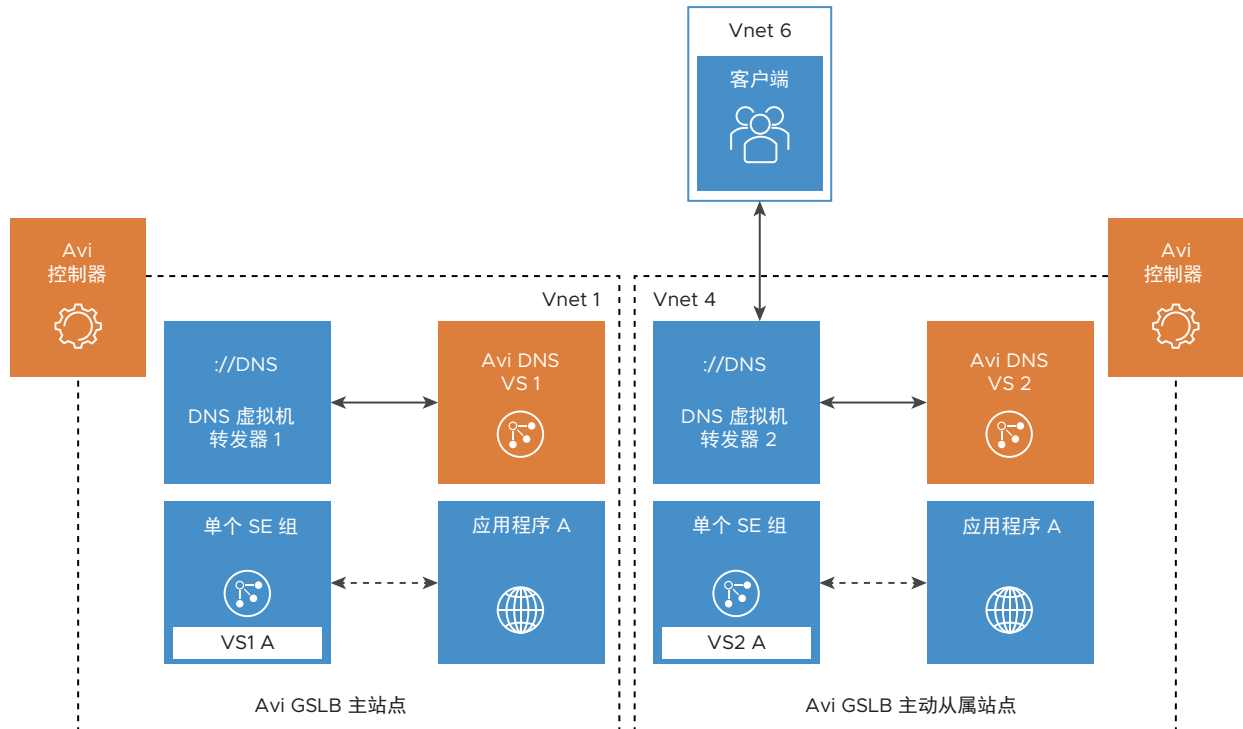 Vnet 6
客户端
Avi
控制器
Avi
控制器
Vnet 1
Vnet 4
://DNS
DNS 虚拟机
转发器 1
Avi DNS
VS 1
://DNS
DNS 虚拟机
转发器 2
Avi DNS
VS 2
单个 SE 组
VS1 A
应用程序 A
单个 SE 组
VS2 A
应用程序 A
Avi GSLB 主站点
Avi GSLB 主动从属站点